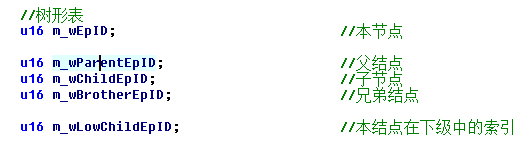 //树形表
u16 m_wEpID; //本节点
u16 m_wParentEpID; //父结点
u16 m_wChildEpID; //子节点
u16 m_wBrotherEpID; //兄弟结点
u16 m_wLowChildEpID; //本结点在下级中的索引